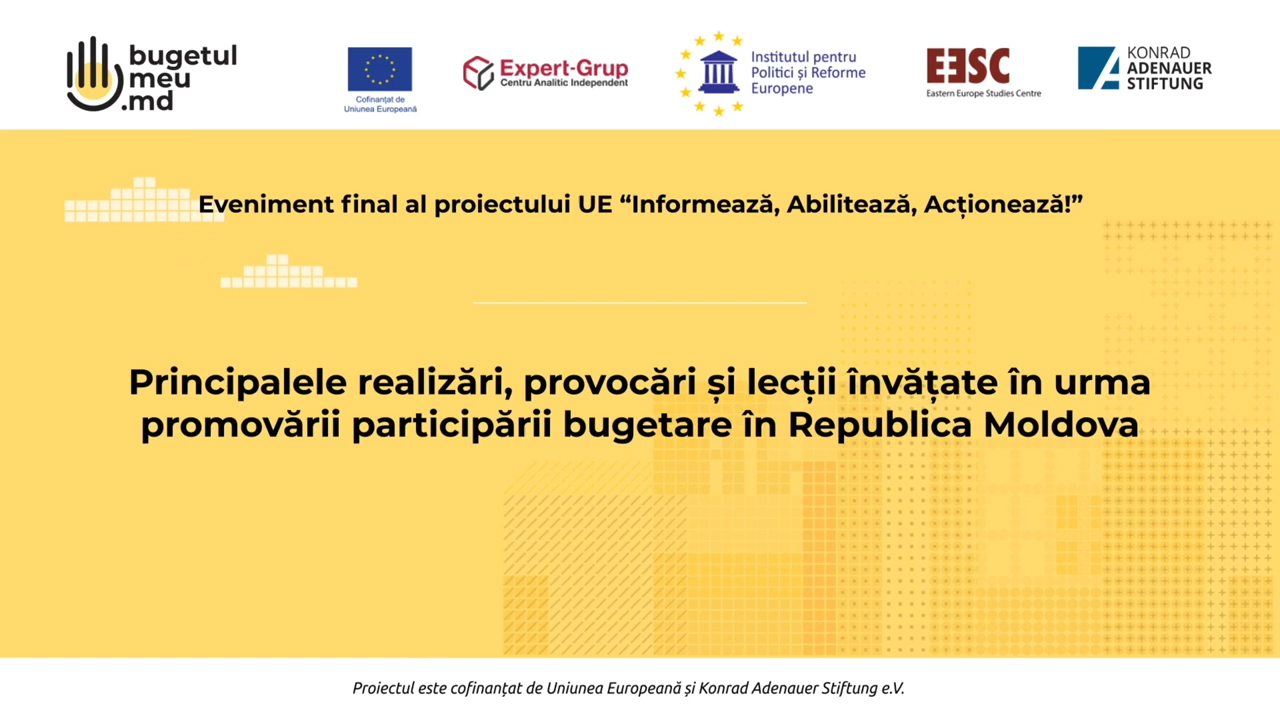 bugetul
meu
.md
Cofinanțat de
Uniunea Europeană
Expert-Grup
Centru Analitic Independent
Institutul pentru
Politici și Reforme
Europene
EESC
Eastern Europe Studies Centre
KONRAD
ADENAUER
STIFTUNG
Eveniment final al proiectului UE “Informează, Abilitează, Acționează!”
Principalele realizări, provocări și lecții învățate în urma
promovării participării bugetare în Republica Moldova
Proiectul este cofinanțat de Uniunea Europeană și Konrad Adenauer Stiftung e.V.